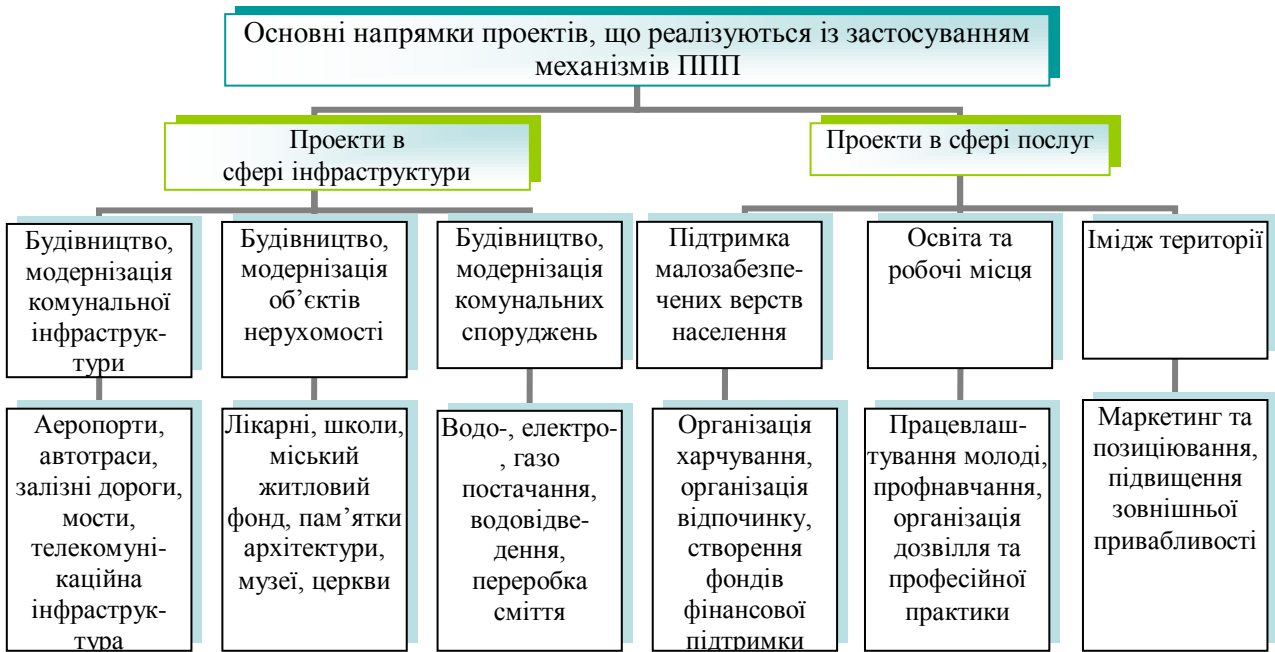 Основні напрямки проектів, що реалізуються із застосуванням
механізмів ППП
Проекти в
сфері інфраструктури
Проекти в сфері послуг
Будівництво,
модернізація
комунальної
інфраструк-
тури
Будівництво,
модернізація
об’єктів
нерухомості
Будівництво,
модернізація
комунальних
споруджень
Підтримка
малозабезпе-
чених верств
населення
Освіта та
робочі місця
Імідж території
Аеропорти,
автотраси,
залізні дороги,
мости,
телекомуні-
каційна
інфраструк-
тура
Лікарні, школи,
міський
житловий
фонд, пам’ятки
архітектури,
музеї, церкви
Водо-, електро-
, газо
постачання,
водовідве-
дення,
переробка
сміття
Організація
харчування,
організація
відпочинку,
створення
фондів
фінансової
підтримки
Працевлаш-
тування молоді,
профнавчання,
організація
дозвілля та
професійної
практики
Маркетинг та
позиціювання,
підвищення
зовнішньої
привабливості